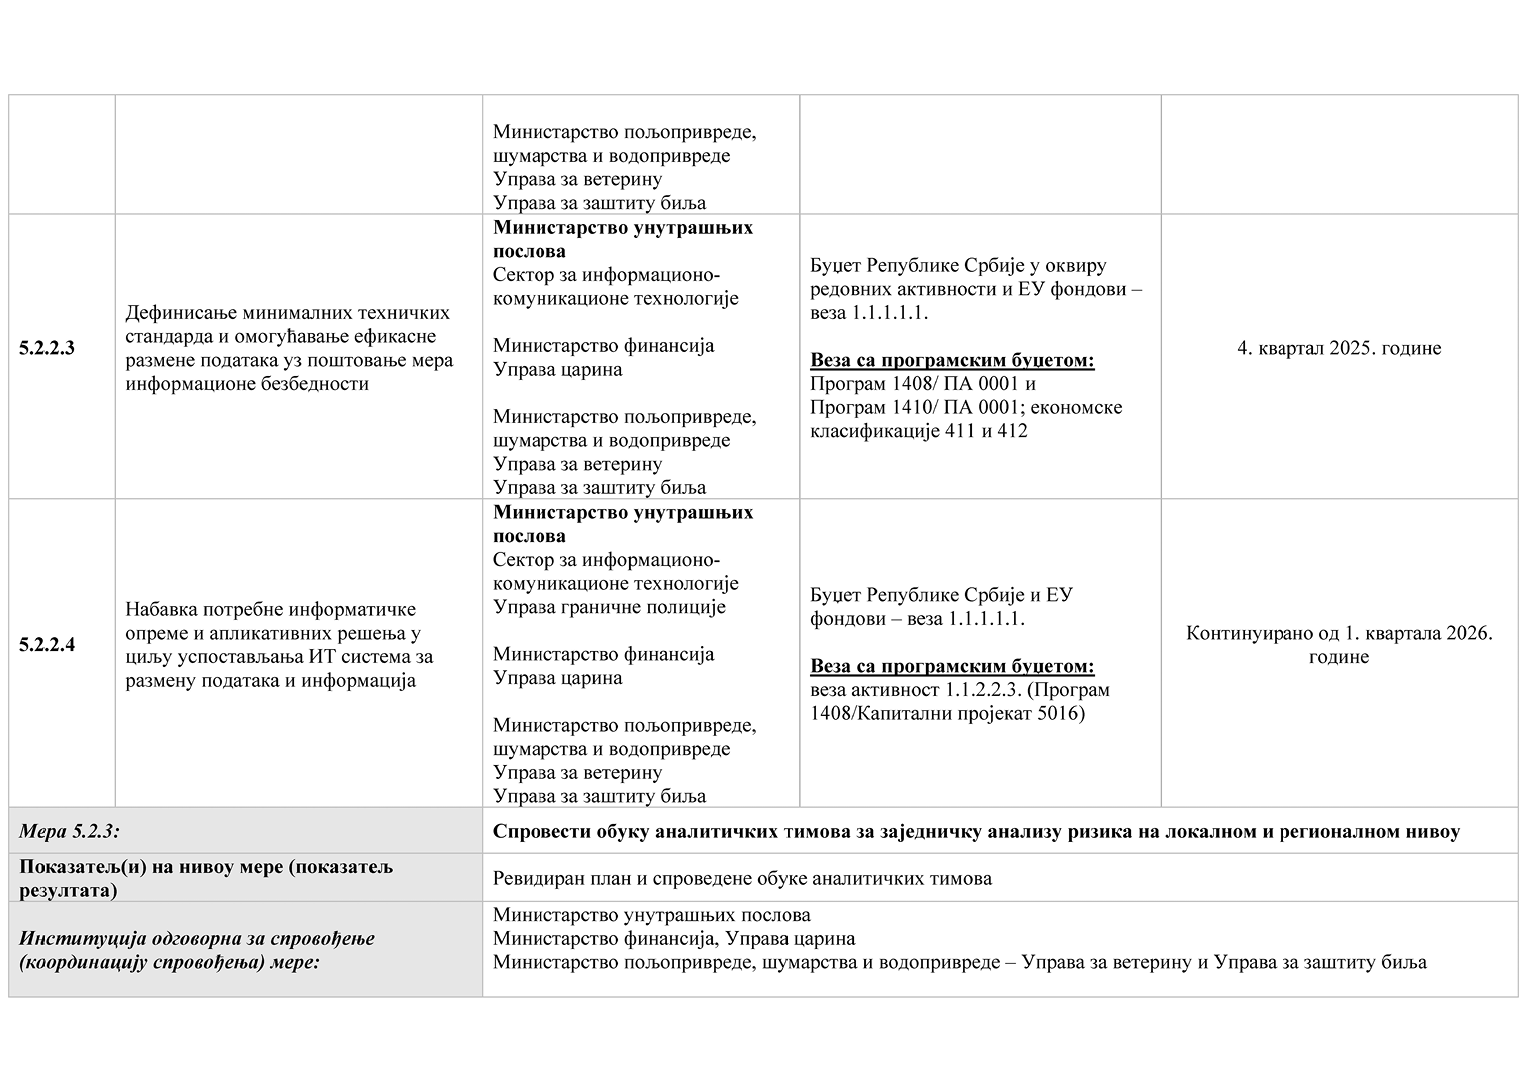 Министарство пољопривреде,
шумарства и водопривреде
Управа за ветерину
Управа за заштиту биља
5.2.2.3
Дефинисање минималних техничких
стандарда и омогућавање ефикасне
размене података уз поштовање мера
информационе безбедности
Министарство унутрашњих
послова
Сектор за информационо-
комуникационе технологије
Министарство финансија
Управа царина
Министарство пољопривреде,
шумарства и водопривреде
Управа за ветерину
Управа за заштиту биља
Буџет Републике Србије у оквиру
редовних активности и ЕУ фондови –
веза 1.1.1.1.1.
Веза са програмским буџетом:
Програм 1408/ ПА 0001 и
Програм 1410/ ПА 0001; економске
класификације 411 и 412
4. квартал 2025. године
5.2.2.4
Набавка потребне информатичке
опреме и апликативних решења у
циљу успостављања ИТ система за
размену података и информација
Министарство унутрашњих
послова
Сектор за информационо-
комуникационе технологије
Управа граничне полиције
Министарство финансија
Управа царина
Министарство пољопривреде,
шумарства и водопривреде
Управа за ветерину
Управа за заштиту биља
Буџет Републике Србије и ЕУ
фондови – веза 1.1.1.1.1.
Веза са програмским буџетом:
веза активност 1.1.2.2.3. (Програм
1408/Капитални пројекат 5016)
Континуирано од 1. квартала 2026.
године
Мера 5.2.3:
Спровести обуку аналитичких тимова за заједничку анализу ризика на локалном и регионалном нивоу
Показатељ(и) на нивоу мере (показатељ
резултата)
Ревидиран план и спроведене обуке аналитичких тимова
Институција одговорна за спровођење
(координацију спровођења) мере:
Министарство унутрашњих послова
Министарство финансија, Управа царина
Министарство пољопривреде, шумарства и водопривреде – Управа за ветерину и Управа за заштиту биља